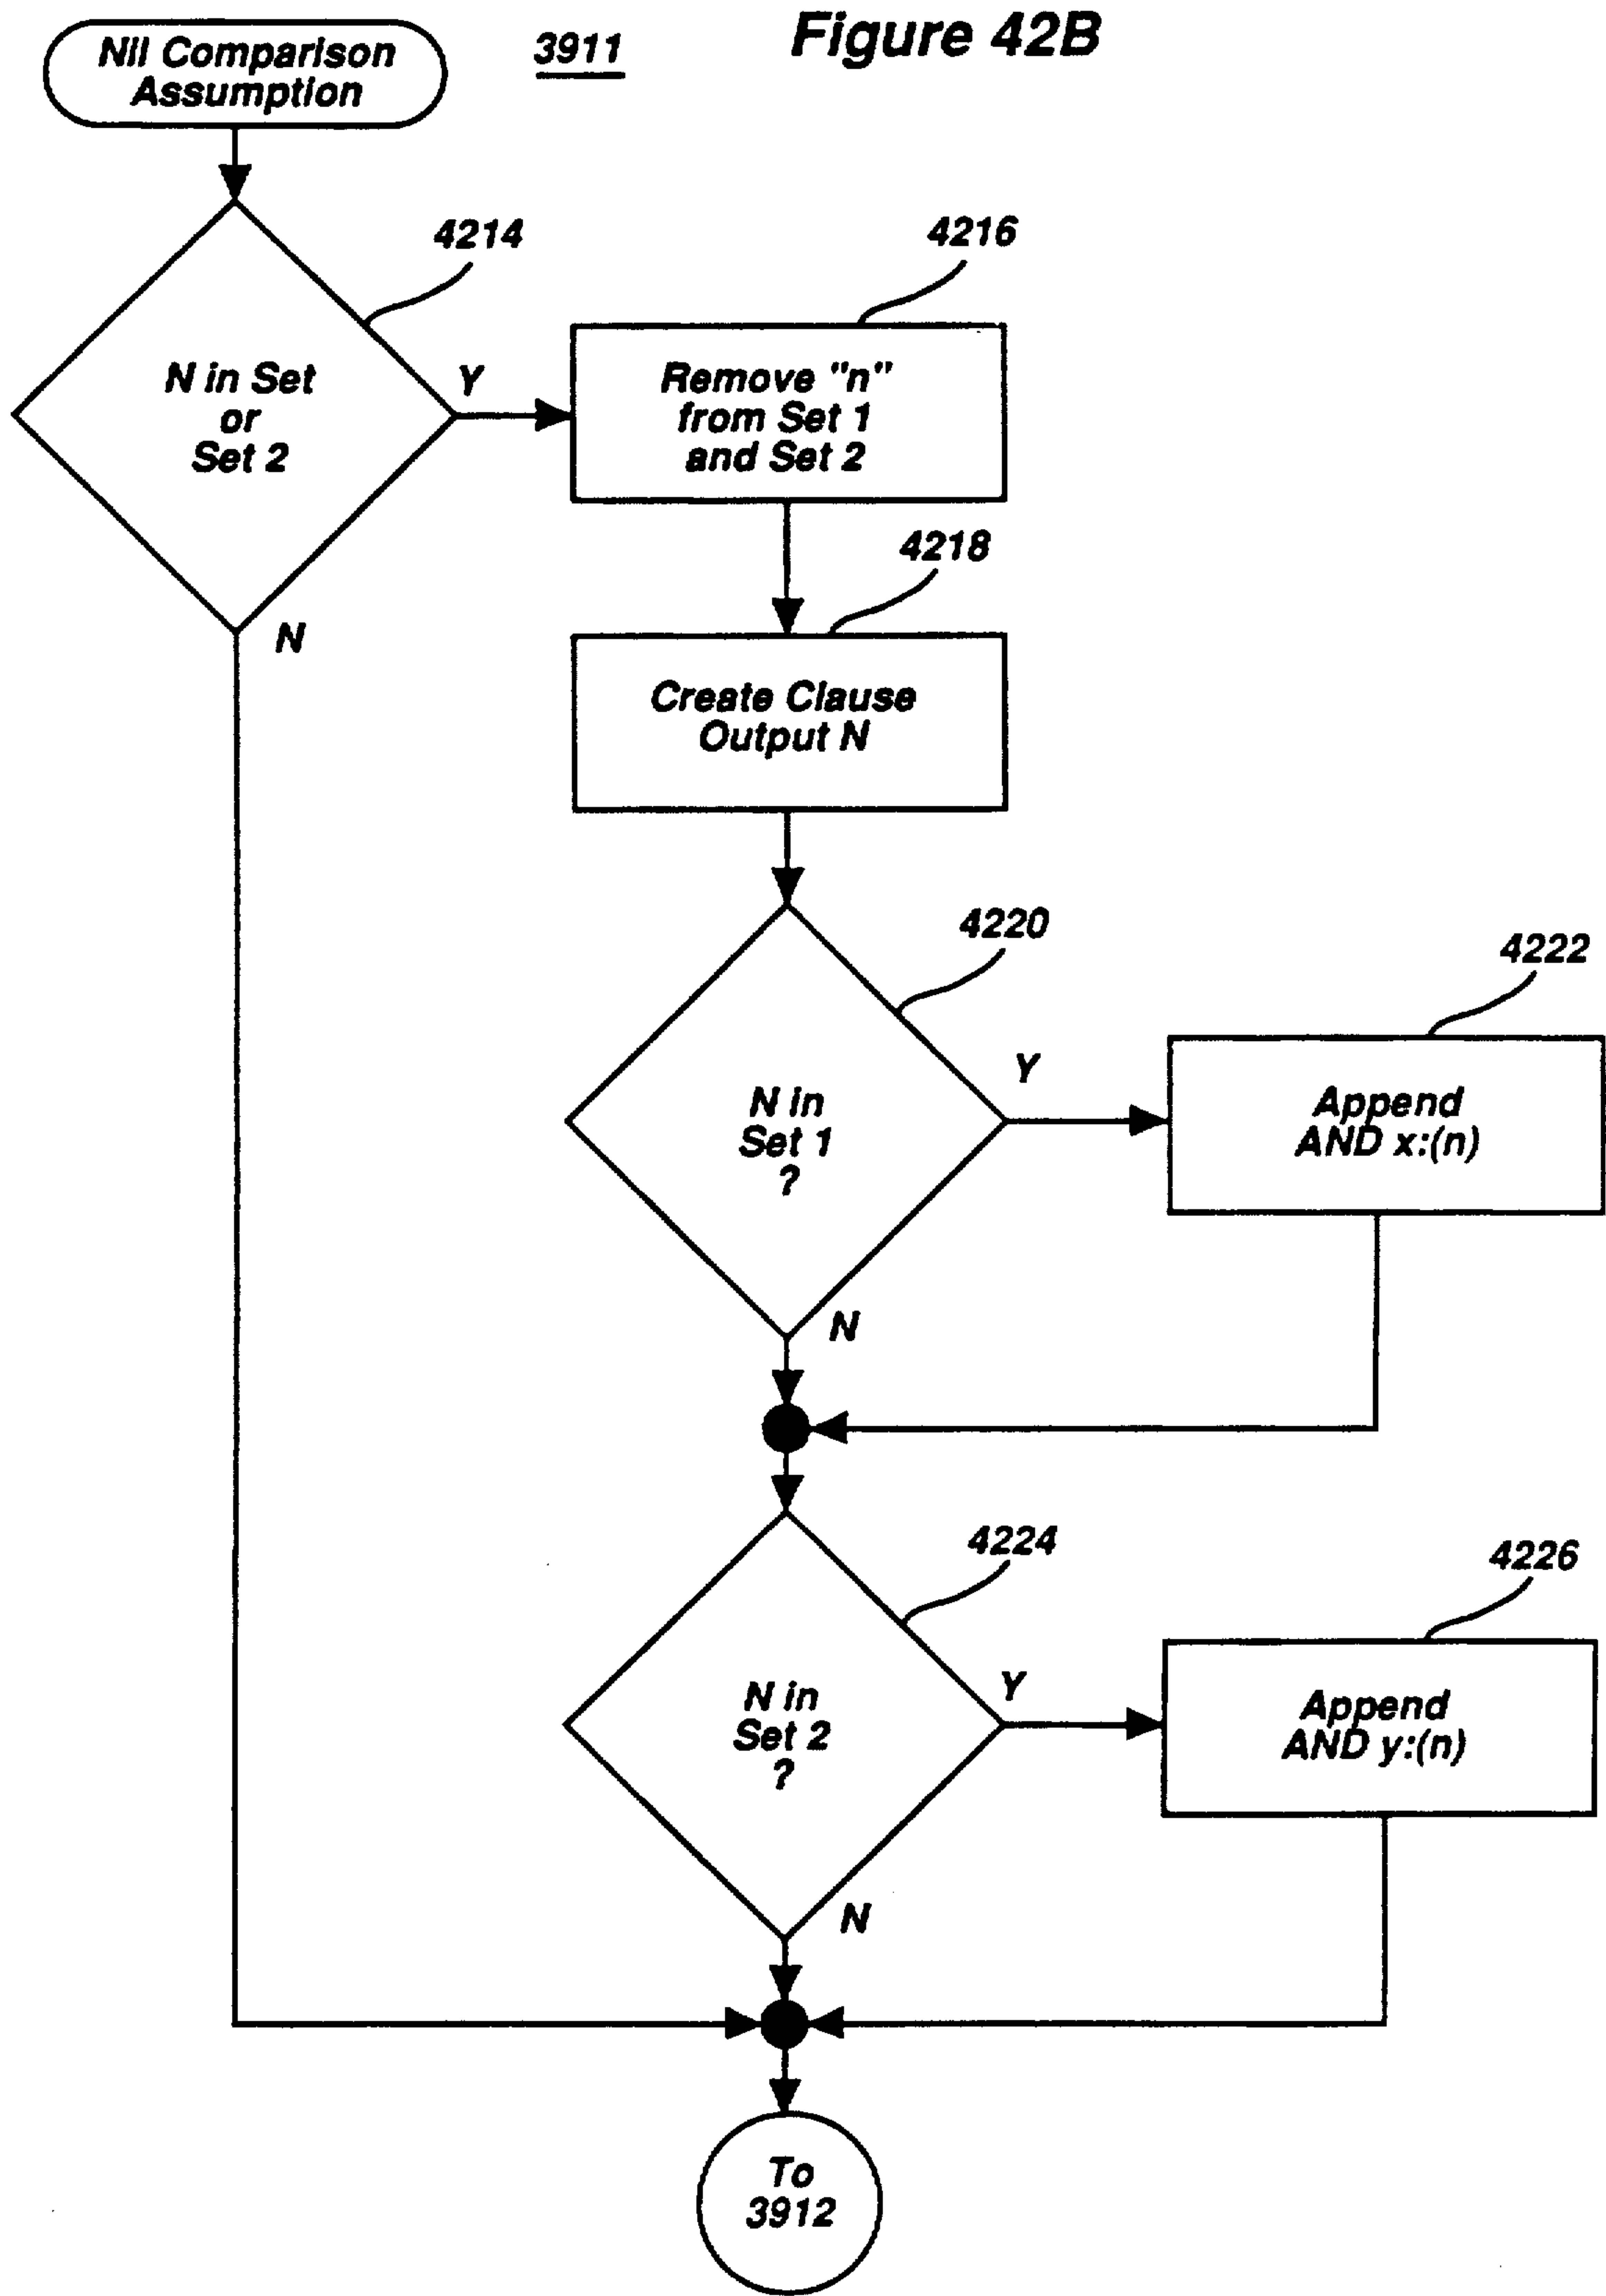 Figure 42B
3911
Nil Comparison
Assumption
4214
N in Set
or
Set 2
Y
N
4216
Remove "n"
from Set 1
and Set 2
4218
Create Clause
Output N
4220
N in
Set 1
?
Y
N
4222
Append
AND x:(n)
4224
N in
Set 2
?
Y
N
4226
Append
AND y:(n)
To
3912